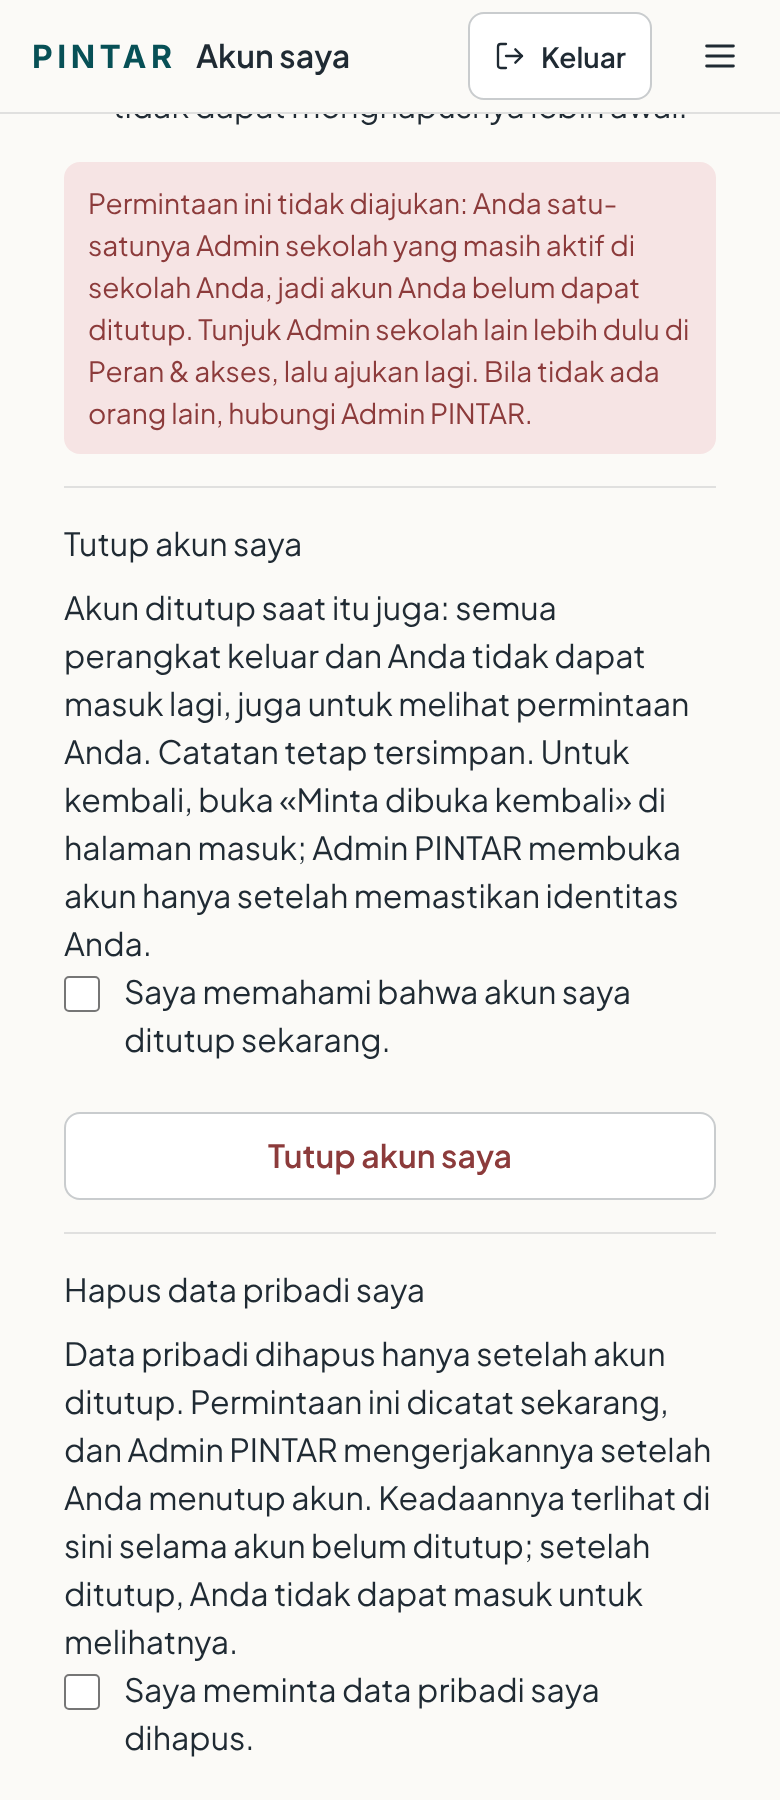 PINTAR Akun saya
Keluar
tidak dapat menghapusnya lebih awal.
Permintaan ini tidak diajukan: Anda satu-
satunya Admin sekolah yang masih aktif di
sekolah Anda, jadi akun Anda belum dapat
ditutup. Tunjuk Admin sekolah lain lebih dulu di
Peran & akses, lalu ajukan lagi. Bila tidak ada
orang lain, hubungi Admin PINTAR.
Tutup akun saya
Akun ditutup saat itu juga: semua
perangkat keluar dan Anda tidak dapat
masuk lagi, juga untuk melihat permintaan
Anda. Catatan tetap tersimpan. Untuk
kembali, buka «Minta dibuka kembali» di
halaman masuk; Admin PINTAR membuka
akun hanya setelah memastikan identitas
Anda.
Saya memahami bahwa akun saya
ditutup sekarang.
Tutup akun saya
Hapus data pribadi saya
Data pribadi dihapus hanya setelah akun
ditutup. Permintaan ini dicatat sekarang,
dan Admin PINTAR mengerjakannya setelah
Anda menutup akun. Keadaannya terlihat di
sini selama akun belum ditutup; setelah
ditutup, Anda tidak dapat masuk untuk
melihatnya.
Saya meminta data pribadi saya
dihapus.